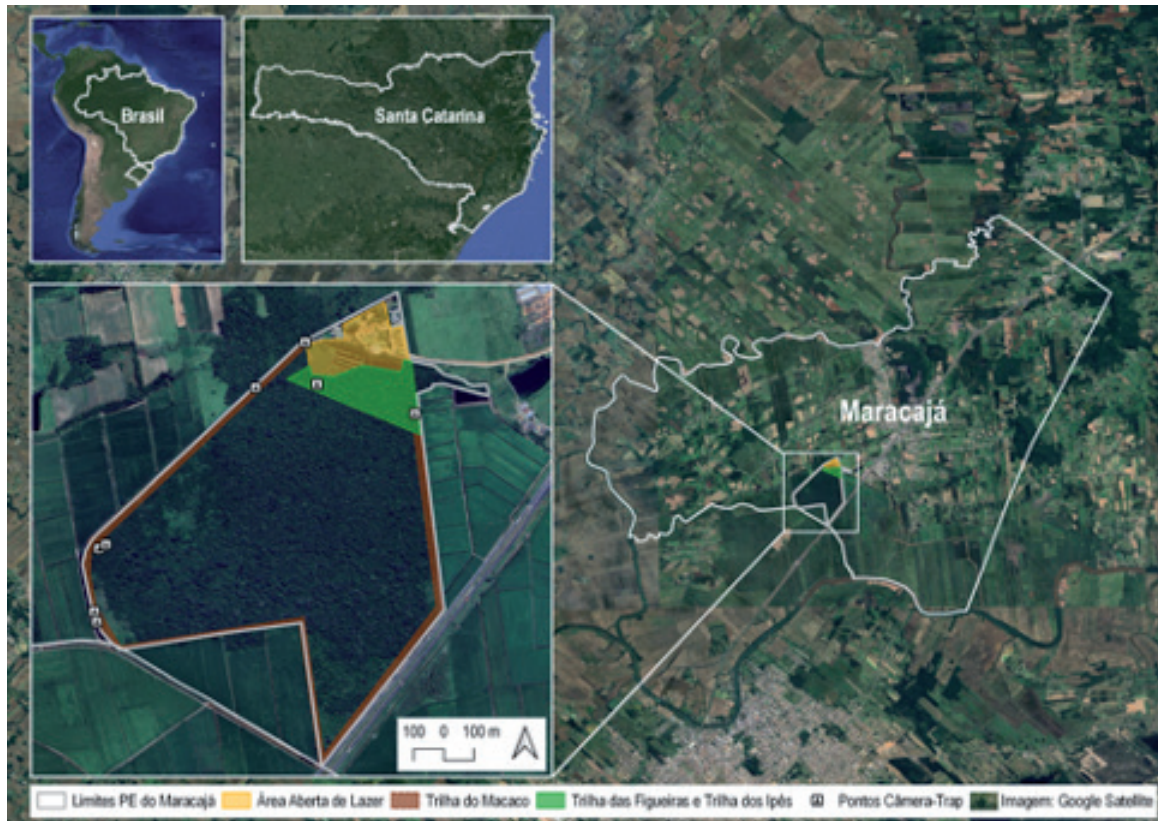 Brasil
Santa Catarina
Maracajá
100 0 100 m
Limites PE do Maracajá Área Aberta de Lazer Trilha do Macaco Trilha das Figueiras e Trilha dos Ipês Pontos Câmera-Trap Imagem: Google Satellite